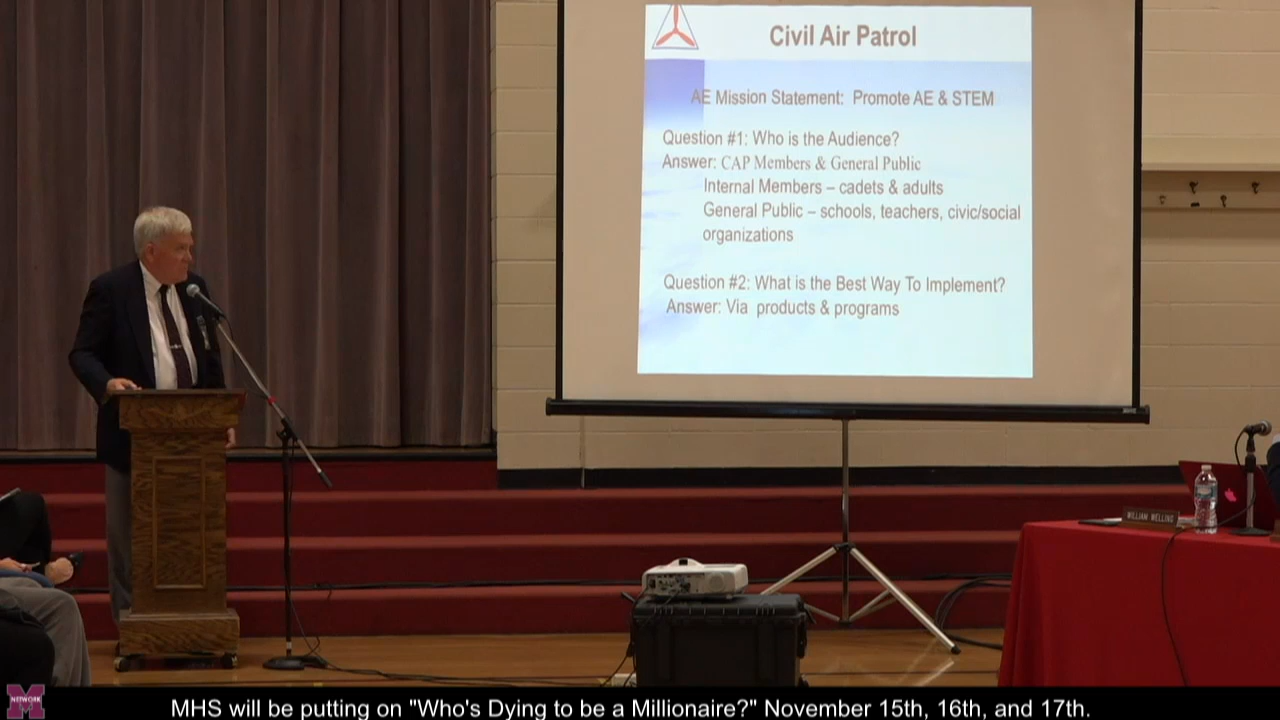 Civil Air Patrol
AE Mission Statement: Promote AE & STEM
Question #1: Who is the Audience?
Answer: CAP Members & General Public
Internal Members – cadets & adults
General Public – schools, teachers, civic/social
organizations
Question #2: What is the Best Way To Implement?
Answer: Via products & programs
WILLIAM WELLING
M
NETWORK
MHS will be putting on "Who's Dying to be a Millionaire?" November 15th, 16th, and 17th.